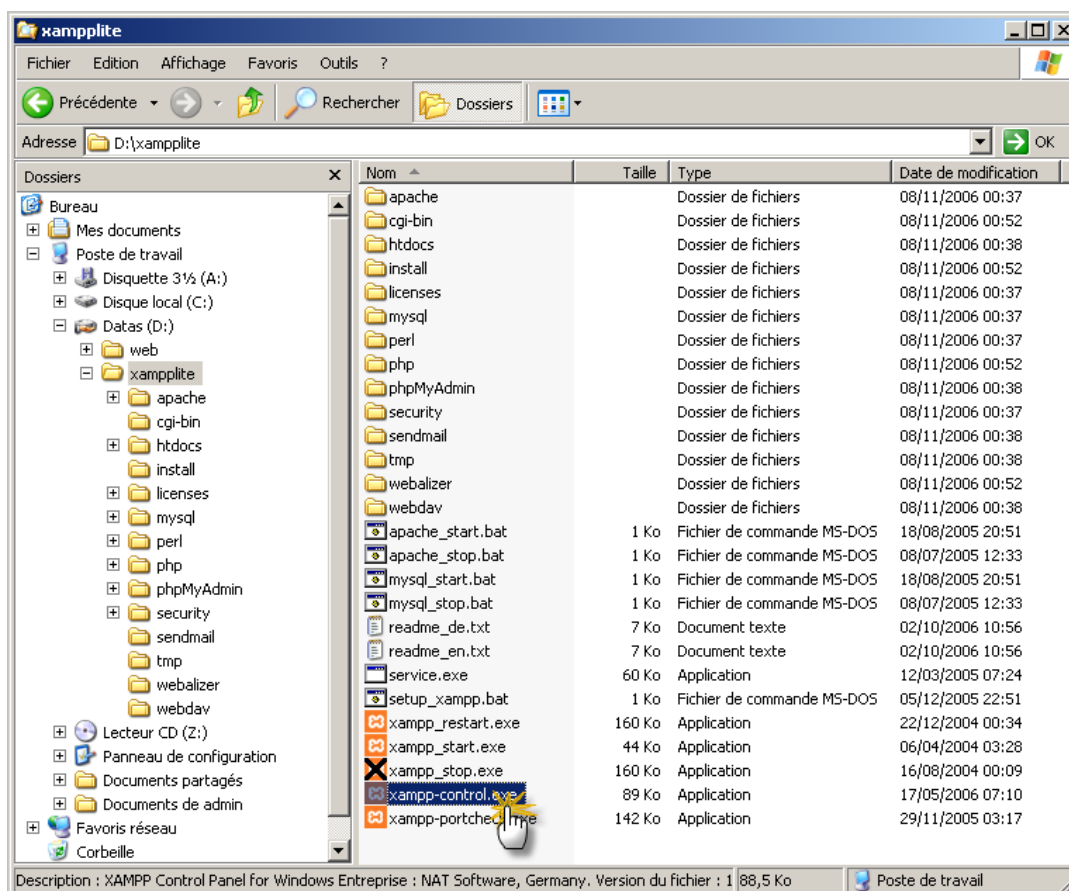 xampplite
Fichier Edition Affichage Favoris Outils ?
Précédente Rechercher Dossiers
Adresse D:\xampplite OK
Dossiers
Bureau
Mes documents
Poste de travail
Disquette 3½ (A:)
Disque local (C:)
Datas (D:)
web
xampplite
apache
cgi-bin
htdocs
install
licenses
mysql
perl
php
phpMyAdmin
security
sendmail
tmp
webalizer
webdav
Lecteur CD (Z:)
Panneau de configuration
Documents partagés
Documents de admin
Favoris réseau
Corbeille
Nom Taille Type Date de modification
apache Dossier de fichiers 08/11/2006 00:37
cgi-bin Dossier de fichiers 08/11/2006 00:52
htdocs Dossier de fichiers 08/11/2006 00:38
install Dossier de fichiers 08/11/2006 00:52
licenses Dossier de fichiers 08/11/2006 00:37
mysql Dossier de fichiers 08/11/2006 00:37
perl Dossier de fichiers 08/11/2006 00:37
php Dossier de fichiers 08/11/2006 00:52
phpMyAdmin Dossier de fichiers 08/11/2006 00:38
security Dossier de fichiers 08/11/2006 00:37
sendmail Dossier de fichiers 08/11/2006 00:38
tmp Dossier de fichiers 08/11/2006 00:38
webalizer Dossier de fichiers 08/11/2006 00:52
webdav Dossier de fichiers 08/11/2006 00:38
apache_start.bat 1 Ko Fichier de commande MS-DOS 18/08/2005 20:51
apache_stop.bat 1 Ko Fichier de commande MS-DOS 08/07/2005 12:33
mysql_start.bat 1 Ko Fichier de commande MS-DOS 18/08/2005 20:51
mysql_stop.bat 1 Ko Fichier de commande MS-DOS 08/07/2005 12:33
readme_de.txt 7 Ko Document texte 02/10/2006 10:56
readme_en.txt 7 Ko Document texte 02/10/2006 10:56
service.exe 60 Ko Application 12/03/2005 07:24
setup_xampp.bat 1 Ko Fichier de commande MS-DOS 05/12/2005 22:51
xampp_restart.exe 160 Ko Application 22/12/2004 00:34
xampp_start.exe 44 Ko Application 06/04/2004 03:28
xampp_stop.exe 160 Ko Application 16/08/2004 00:09
xampp-control.exe 89 Ko Application 17/05/2006 07:10
142 Ko Application 29/11/2005 03:17
Description : XAMPP Control Panel for Windows Entreprise : NAT Software, Germany. Version du fichier : 1 88,5 Ko Poste de travail